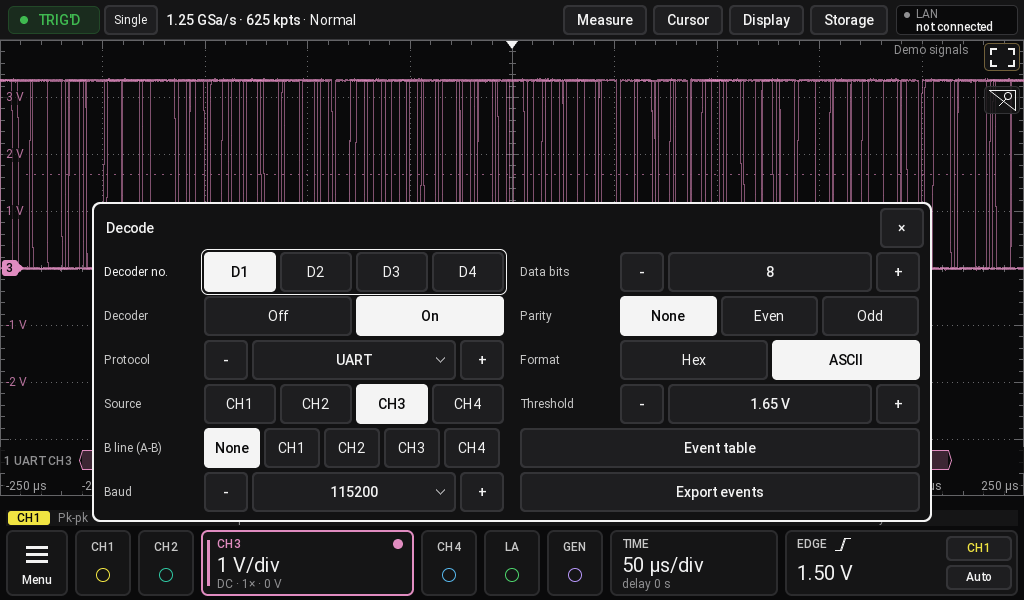 TRIG'D Single 1.25 GSa/s · 625 kpts · Normal Measure Cursor Display Storage LAN
not connected
Demo signals
3 V
2 V
1 V
Decode ×
Decoder no. D1 D2 D3 D4 Data bits - 8 +
3
Decoder Off On Parity None Even Odd
-1 V
Protocol - UART + Format Hex ASCII
-2 V
Source CH1 CH2 CH3 CH4 Threshold - 1.65 V +
B line (A-B) None CH1 CH2 CH3 CH4 Event table
1 UART CH3
-250 µs 250 µs
Baud - 115200 + Export events
CH1 Pk-pk
Menu
CH1
CH2
CH3
1 V/div
DC · 1× · 0 V
CH4
LA
GEN
TIME
50 µs/div
delay 0 s
EDGE
1.50 V
CH1
Auto